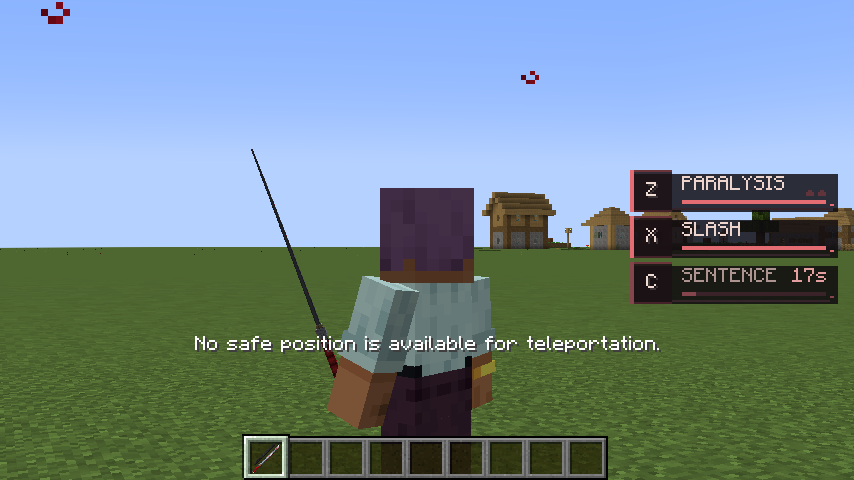 Z PARALYSIS
X SLASH
C SENTENCE 17s
No safe position is available for teleportation.